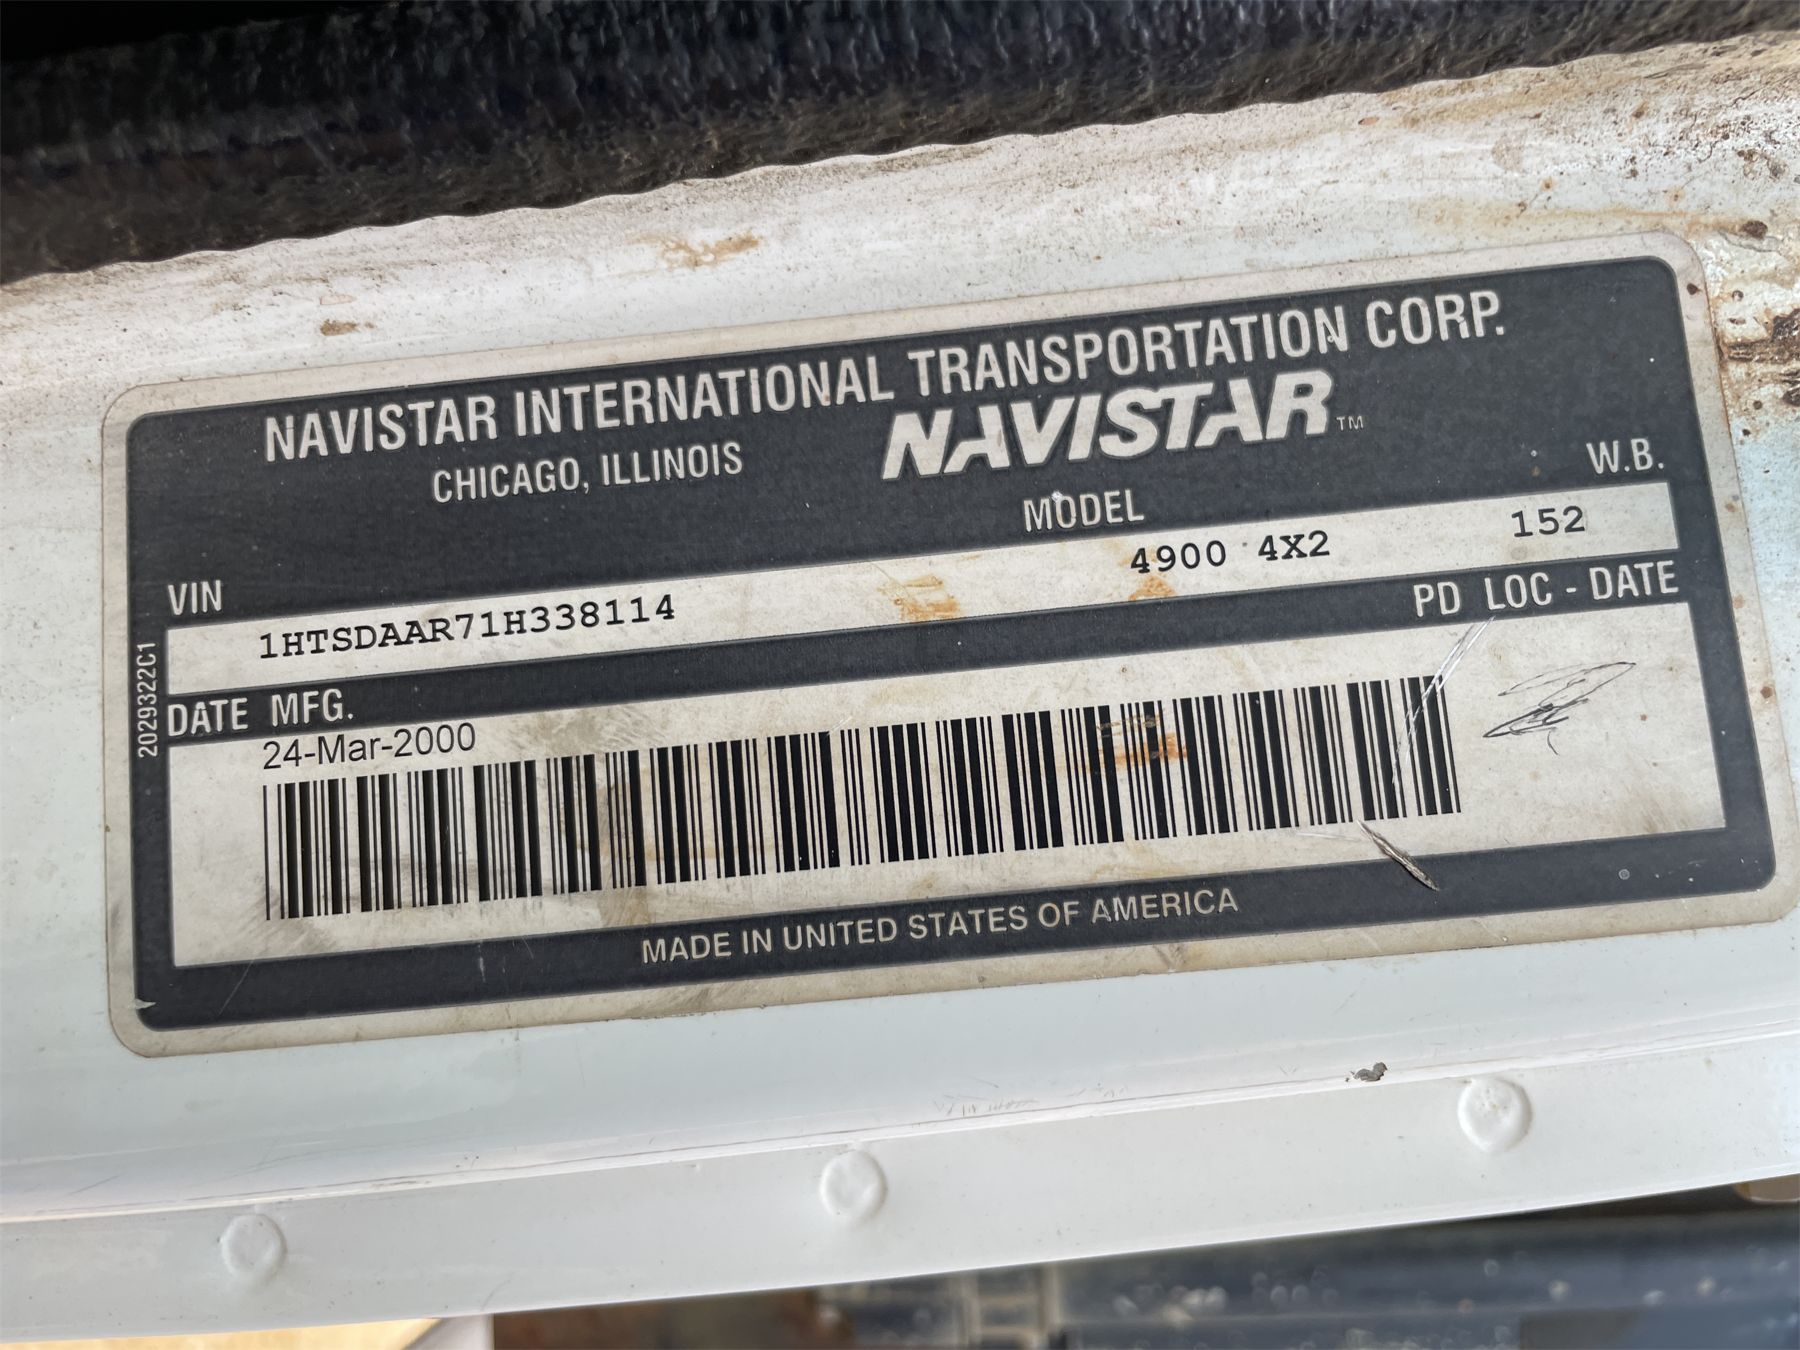 NAVISTAR INTERNATIONAL TRANSPORTATION CORP.
CHICAGO, ILLINOIS
NAVISTAR™
VIN
MODEL
W.B.
1HTSDAAR71H338114
4900 4X2
152
DATE MFG.
PD LOC - DATE
24-Mar-2000
2029322C1
MADE IN UNITED STATES OF AMERICA